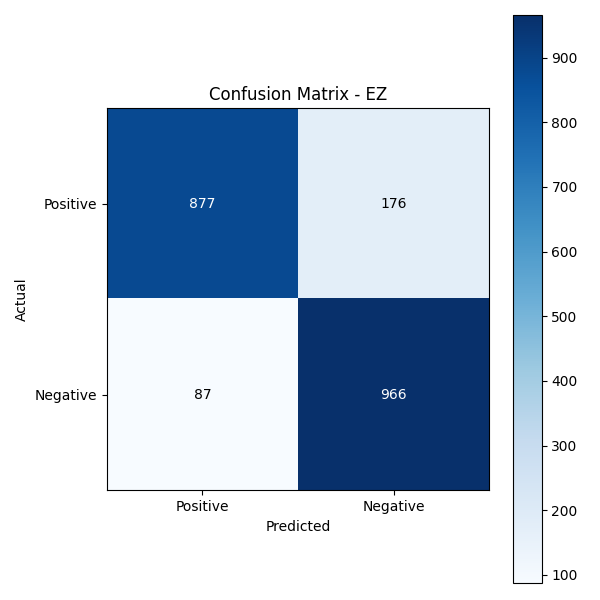 Confusion Matrix - EZ
Actual
Positive
877
176
Negative
87
966
Positive
Negative
Predicted
900
800
700
600
500
400
300
200
100